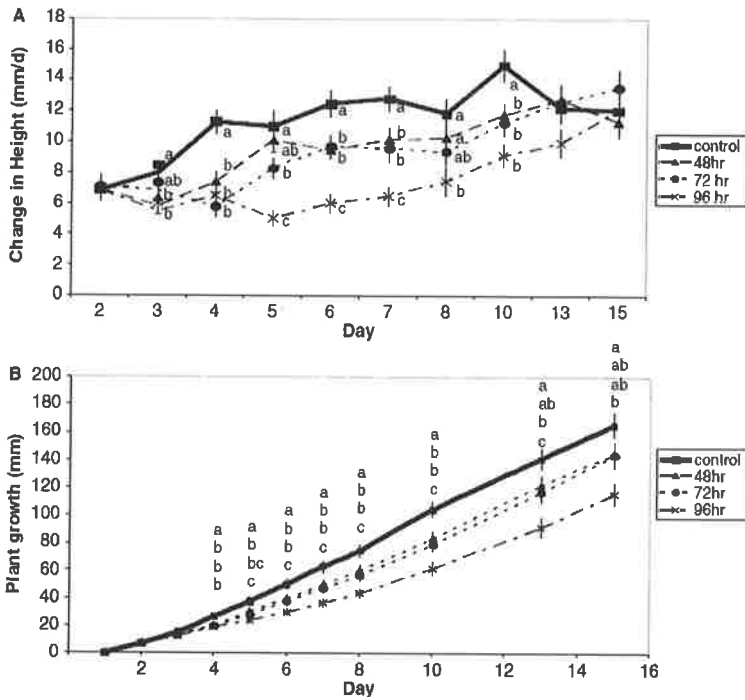 A
Change in Height (mm/d)
18
16
14
12
10
8
6
4
2
0
a
ab
b
b
a
b
b
b
a
ab
b
c
a
b
b
c
a
b
b
c
a
a
ab
b
a
b
b
b
2 3 4 5 6 7 8 10 13 15
Day
control
48hr
72 hr
96 hr
B
Plant growth (mm)
200
180
160
140
120
100
80
60
40
20
0
a
b
b
b
a
b
bc
c
a
b
b
c
a
b
b
c
a
b
b
c
a
b
b
c
a
ab
b
c
a
ab
ab
b
2 4 6 8 10 12 14 16
Day
control
48hr
72hr
96hr